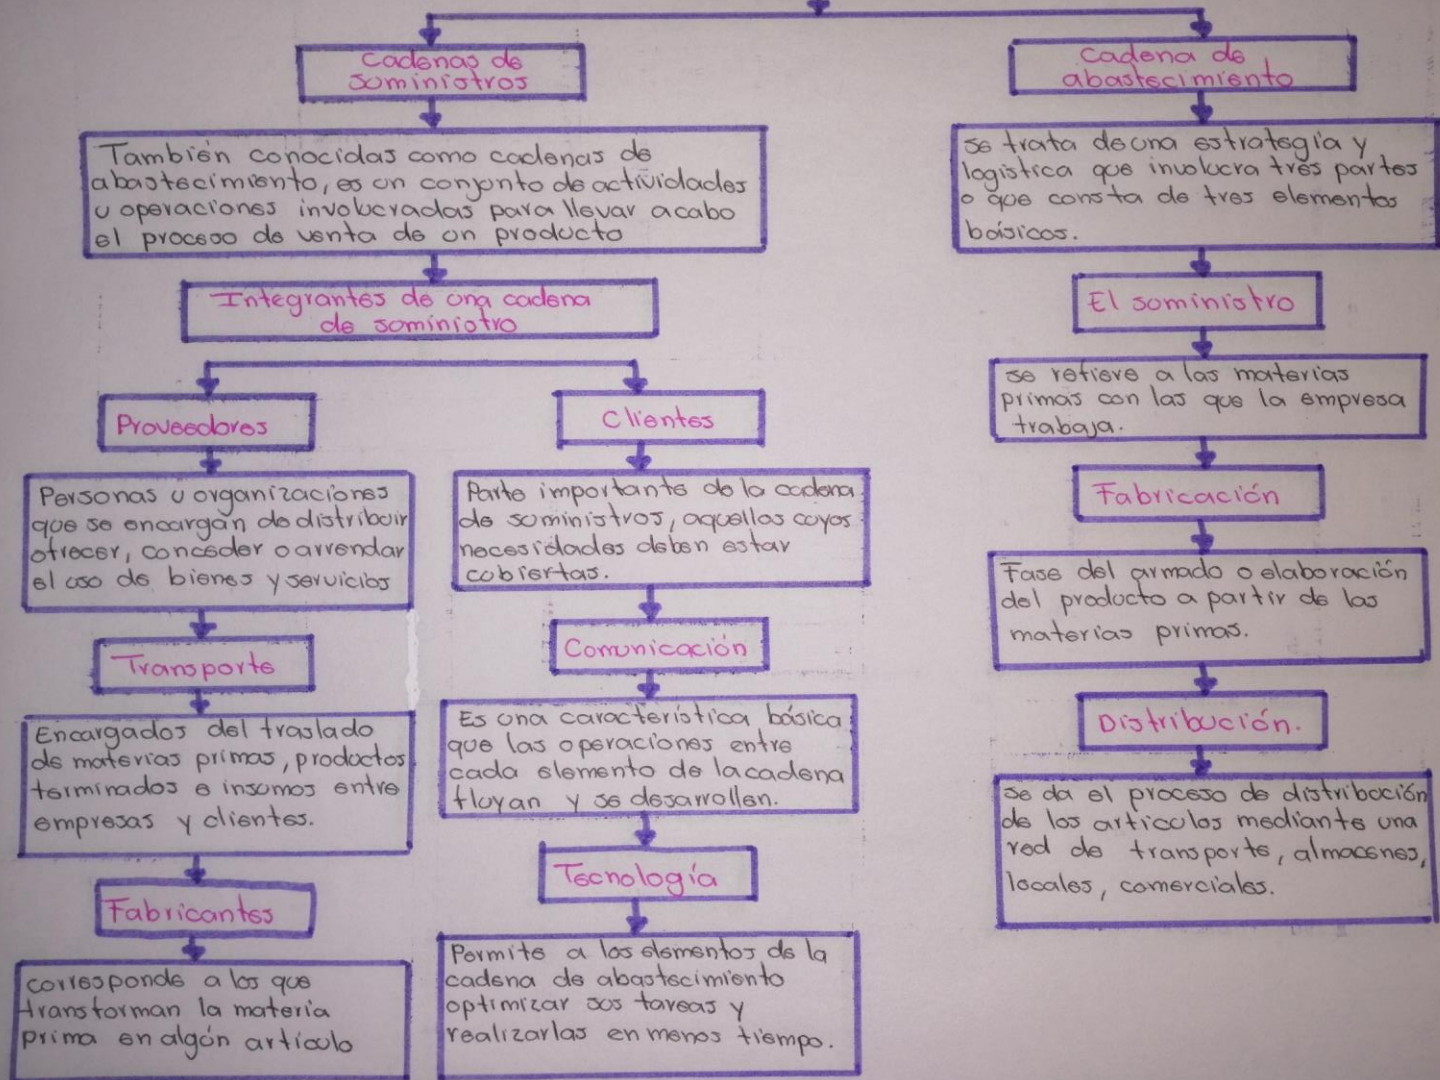 Cadenas de
suministros
También conocidas como cadenas de
abastecimiento, es un conjunto de actividades
u operaciones involucradas para llevar acabo
el proceso de venta de un producto
Integrantes de una cadena
de suministro
Proveedores
Personas u organizaciones
que se encargan de distribuir
ofrecer, conceder o arrendar
el uso de bienes y servicios
Transporte
Encargados del traslado
de materias primas, productos
terminados e insumos entre
empresas y clientes.
Fabricantes
corresponde a los que
transforman la materia
prima en algún artículo
Clientes
Parte importante de la cadena
de suministros, aquellas cuyas
necesidades deben estar
cubiertas.
Comunicación
Es una característica básica
que las operaciones entre
cada elemento de la cadena
fluyan y se desarrollen.
Tecnología
Permite a los elementos de la
cadena de abastecimiento
optimizar sus tareas y
realizarlas en menos tiempo.
Cadena de
abastecimiento
se trata de una estrategia y
logística que involucra tres partes
o que consta de tres elementos
básicos.
El suministro
se refiere a las materias
primas con las que la empresa
trabaja.
Fabricación
Fase del armado o elaboración
del producto a partir de las
materias primas.
Distribución.
se da el proceso de distribución
de los artículos mediante una
red de transporte, almacenes,
locales, comerciales.